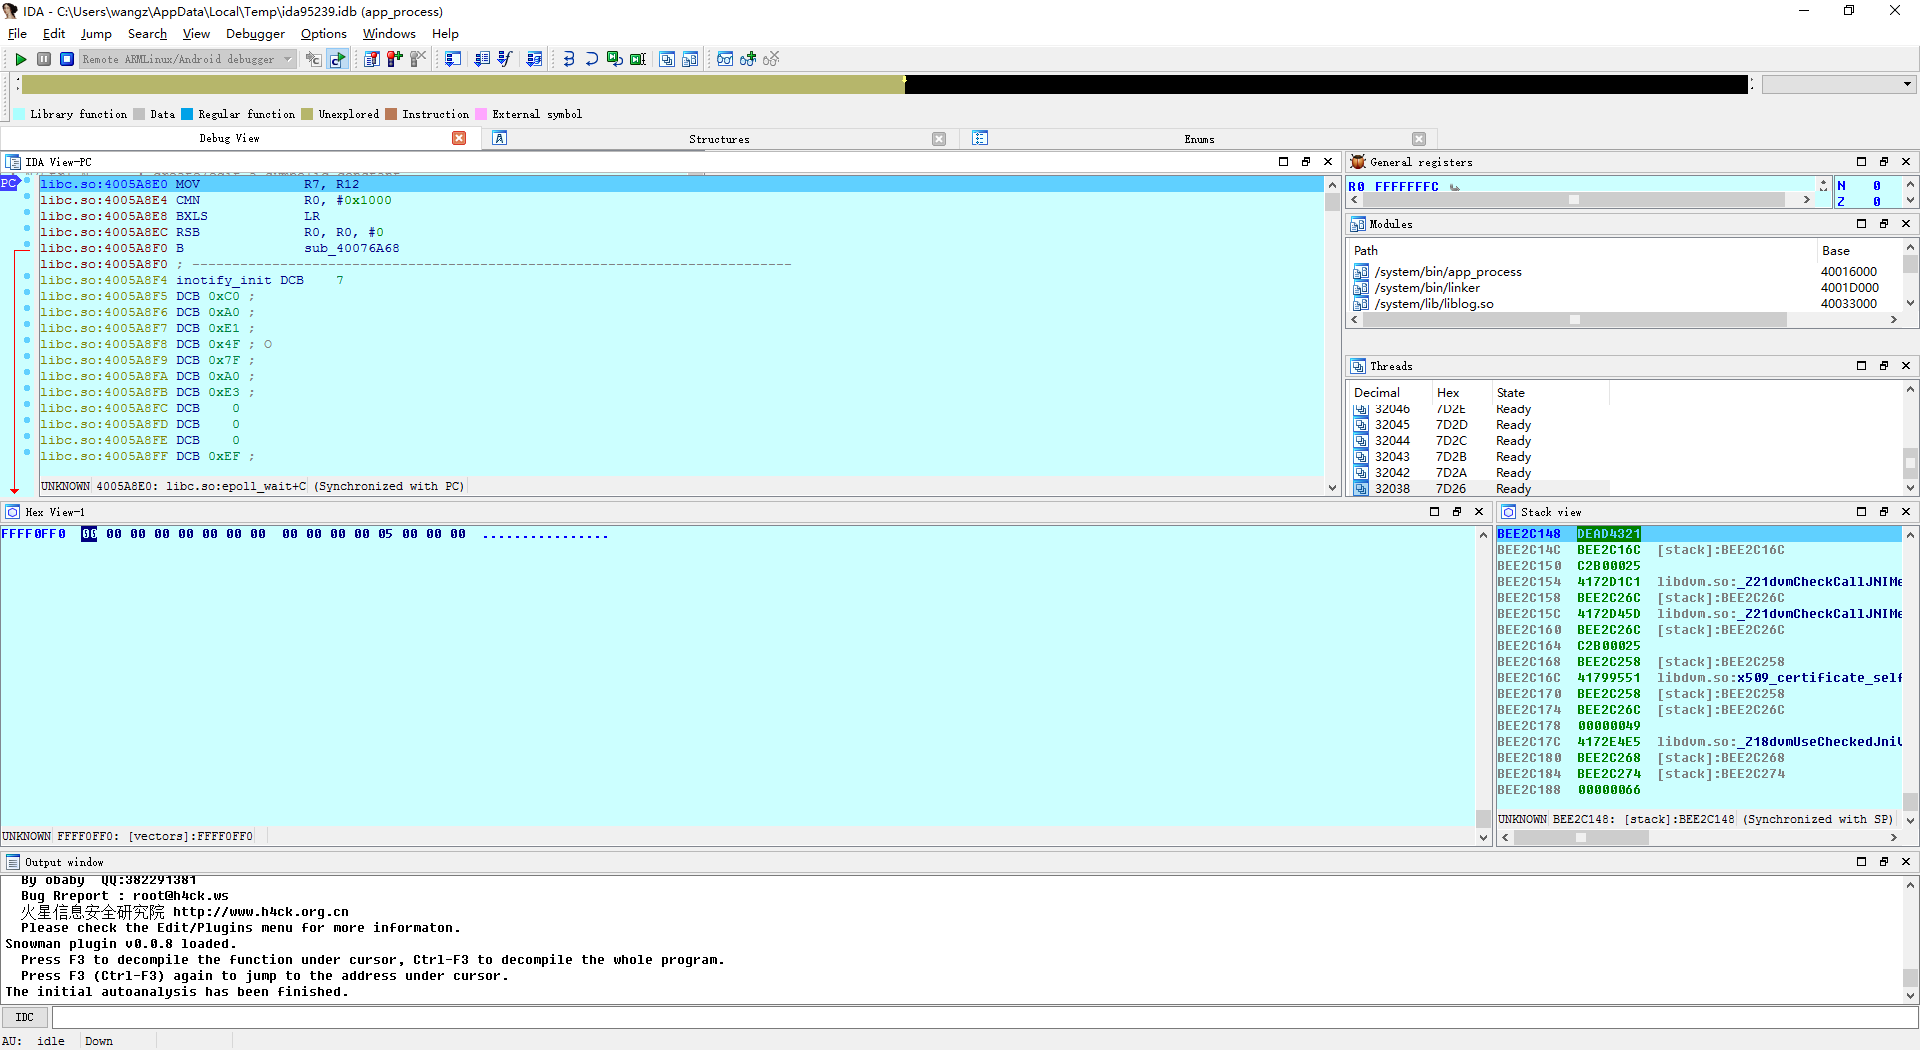 IDA - C:\Users\wangz\AppData\Local\Temp\ida95239.idb (app_process)
File Edit Jump Search View Debugger Options Windows Help
Remote ARMLinux/Android debugger
Library function Data Regular function Unexplored Instruction External symbol
Debug View Structures Enums
IDA View-PC
PC libc.so:4005A8E0 MOV R7, R12
libc.so:4005A8E4 CMN R0, #0x1000
libc.so:4005A8E8 BXLS LR
libc.so:4005A8EC RSB R0, R0, #0
libc.so:4005A8F0 B sub_40076A68
libc.so:4005A8F0 ; ---------------------------------------------------------------------------
libc.so:4005A8F4 inotify_init DCB 7
libc.so:4005A8F5 DCB 0xC0 ;
libc.so:4005A8F6 DCB 0xA0 ;
libc.so:4005A8F7 DCB 0xE1 ;
libc.so:4005A8F8 DCB 0x4F ; O
libc.so:4005A8F9 DCB 0x7F ;
libc.so:4005A8FA DCB 0xA0 ;
libc.so:4005A8FB DCB 0xE3 ;
libc.so:4005A8FC DCB 0
libc.so:4005A8FD DCB 0
libc.so:4005A8FE DCB 0
libc.so:4005A8FF DCB 0xEF ;
UNKNOWN 4005A8E0: libc.so:epoll_wait+C (Synchronized with PC)
General registers
R0 FFFFFFFC
N 0
Z 0
Modules
Path Base
/system/bin/app_process 40016000
/system/bin/linker 4001D000
/system/lib/liblog.so 40033000
Threads
Decimal Hex State
32046 7D2E Ready
32045 7D2D Ready
32044 7D2C Ready
32043 7D2B Ready
32042 7D2A Ready
32038 7D26 Ready
Hex View-1
FFFF0FF0 00 00 00 00 00 00 00 00 00 00 00 00 05 00 00 00 ................
UNKNOWN FFFF0FF0: [vectors]:FFFF0FF0
Stack view
BEE2C148 DEAD4321
BEE2C14C BEE2C16C [stack]:BEE2C16C
BEE2C150 C2B00025
BEE2C154 4172D1C1 libdvm.so:_Z21dvmCheckCallJNIMe
BEE2C158 BEE2C26C [stack]:BEE2C26C
BEE2C15C 4172D45D libdvm.so:_Z21dvmCheckCallJNIMe
BEE2C160 BEE2C26C [stack]:BEE2C26C
BEE2C164 C2B00025
BEE2C168 BEE2C258 [stack]:BEE2C258
BEE2C16C 41799551 libdvm.so:x509_certificate_self
BEE2C170 BEE2C258 [stack]:BEE2C258
BEE2C174 BEE2C26C [stack]:BEE2C26C
BEE2C178 00000049
BEE2C17C 4172E4E5 libdvm.so:_Z18dvmUseCheckedJniV
BEE2C180 BEE2C268 [stack]:BEE2C268
BEE2C184 BEE2C274 [stack]:BEE2C274
BEE2C188 00000066
UNKNOWN BEE2C148: [stack]:BEE2C148 (Synchronized with SP)
Output window
By obaby QQ:382291381
Bug Rreport : root@h4ck.ws
火星信息安全研究院 http://www.h4ck.org.cn
Please check the Edit/Plugins menu for more informaton.
Snowman plugin v0.0.8 loaded.
Press F3 to decompile the function under cursor, Ctrl-F3 to decompile the whole program.
Press F3 (Ctrl-F3) again to jump to the address under cursor.
The initial autoanalysis has been finished.
IDC
AU: idle Down